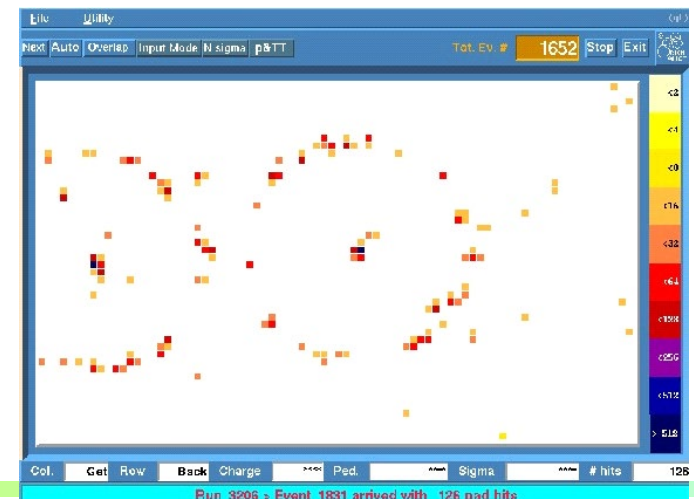 File Utility
Next Auto Overlap Input Mode N sigma p&TT Tot. Ev. # 1652 Stop Exit
<2
<4
<8
<16
<32
<64
<128
<256
<512
> 512
Col. Get Row Back Charge **** Ped. **** Sigma **** # hits 126
Run 3206 > Event 1831 arrived with 126 pad hits